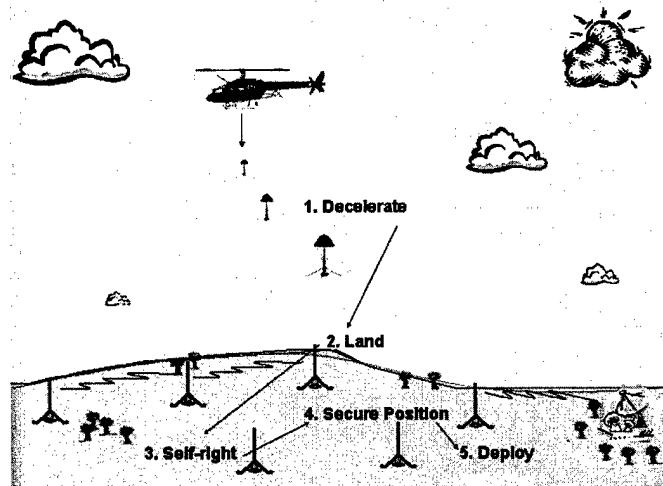 1. Decelerate
2. Land
3. Self-right
4. Secure Position
5. Deploy